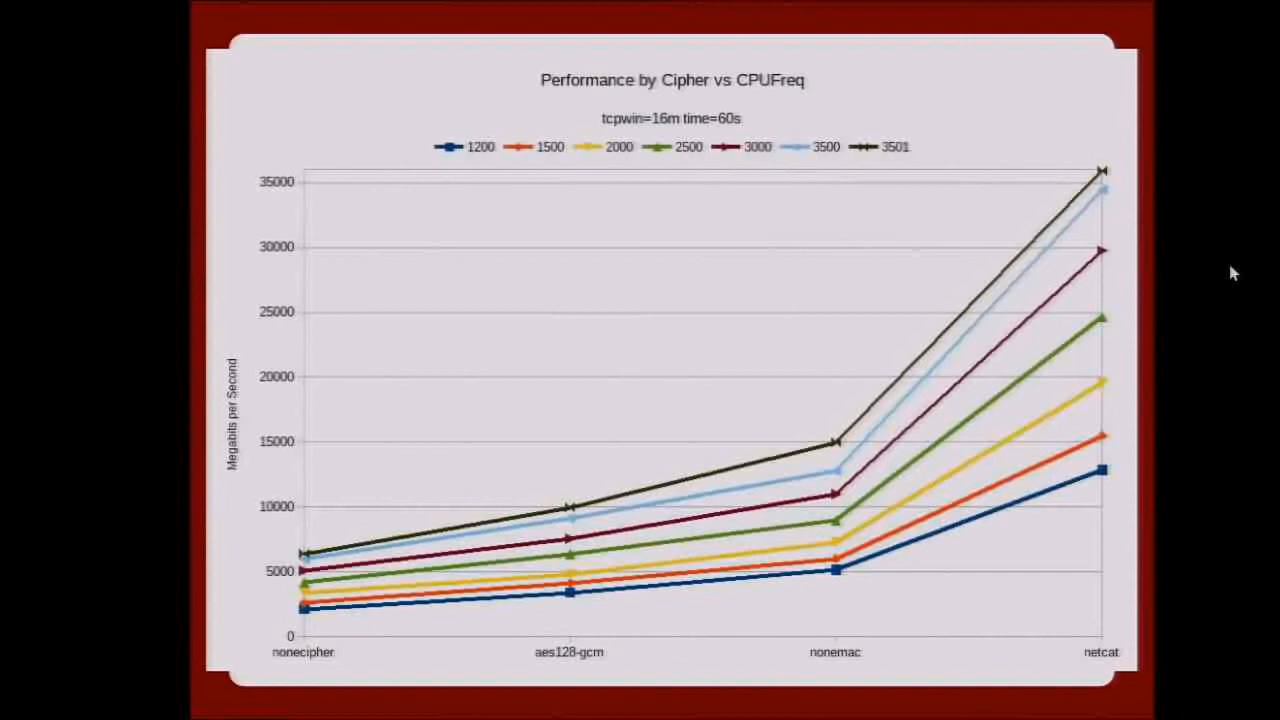 Performance by Cipher vs CPUFreq
tcpwin=16m time=60s
1200 1500 2000 2500 3000 3500 3501
Megabits per Second
35000
30000
25000
20000
15000
10000
5000
0
nonecipher aes128-gcm nonemac netcat